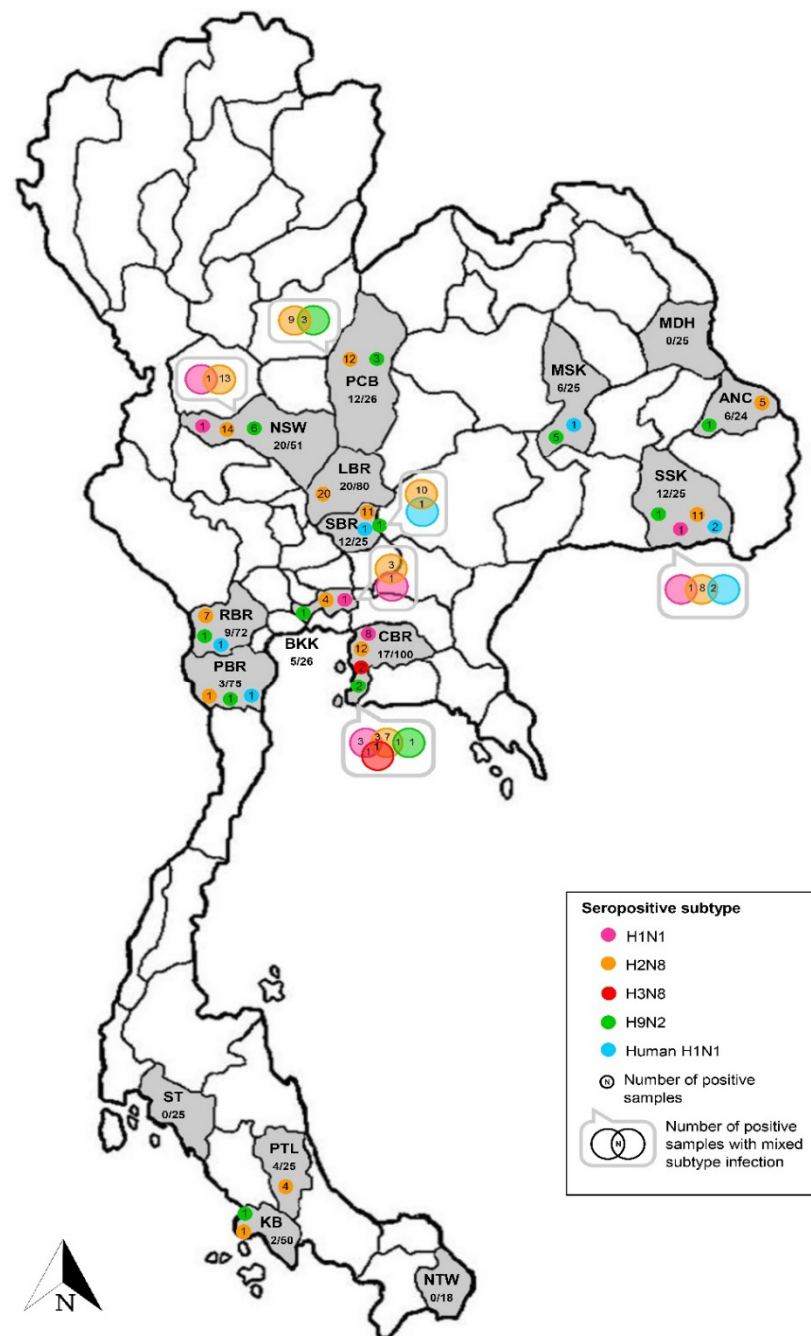 9 3
MDH
0/25
12 3
PCB
12/26
MSK
6/25
1 13
5
ANC
6/24
1
1
5
1 14 6
NSW
20/51
LBR
20/80
20
10
1
SSK
12/25
1 11
1 2
11
SBR 1
1
12/25
3
1
1 8 2
4 1
1
BKK
5/26
7 RBR
1 9/72
1
8 CBR
12 17/100
2
2
PBR
3/75
1 1 1
3 3 7 1 1
1 1
Seropositive subtype
H1N1
H2N8
H3N8
H9N2
Human H1N1
N Number of positive
samples
N Number of positive
samples with mixed
subtype infection
ST
0/25
PTL
4/25
4
1 KB
1 2/50
NTW
0/18
N